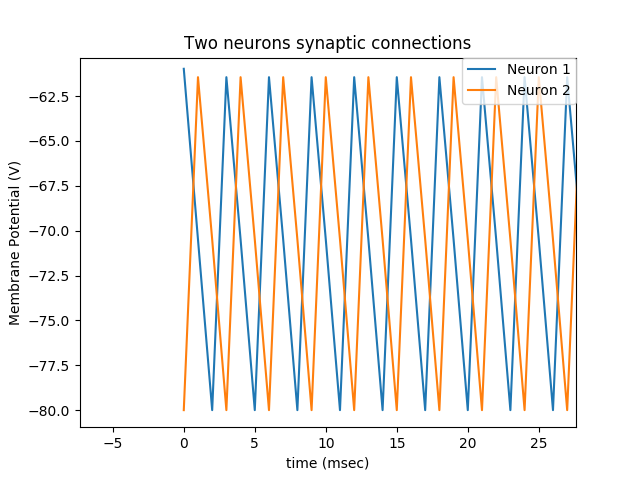 Two neurons synaptic connections
Neuron 1
Neuron 2
Membrane Potential (V)
−62.5
−65.0
−67.5
−70.0
−72.5
−75.0
−77.5
−80.0
−5 0 5 10 15 20 25
time (msec)